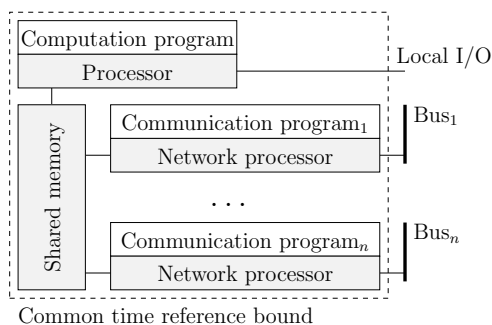 Computation program
Processor
Local I/O
Shared memory
Communication program₁
Network processor
Bus₁
...
Communication programₙ
Network processor
Busₙ
Common time reference bound